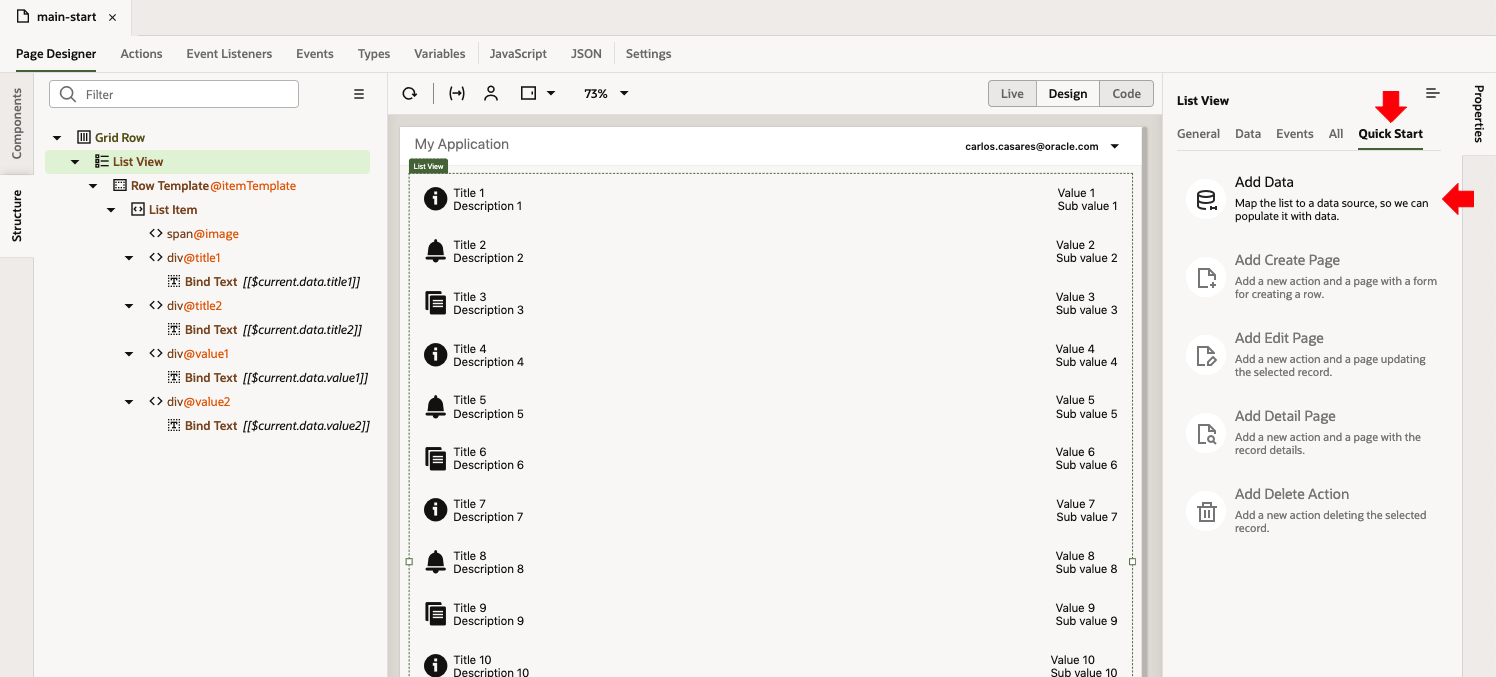 main-start
Page Designer Actions Event Listeners Events Types Variables JavaScript JSON Settings
Components
Structure
Filter
Grid Row
List View
Row Template @itemTemplate
List Item
span@image
div@title1
Bind Text [[$current.data.title1]]
div@title2
Bind Text [[$current.data.title2]]
div@value1
Bind Text [[$current.data.value1]]
div@value2
Bind Text [[$current.data.value2]]
73%
Live Design Code
My Application
carlos.casares@oracle.com
List View
Title 1 Value 1
Description 1 Sub value 1
Title 2 Value 2
Description 2 Sub value 2
Title 3 Value 3
Description 3 Sub value 3
Title 4 Value 4
Description 4 Sub value 4
Title 5 Value 5
Description 5 Sub value 5
Title 6 Value 6
Description 6 Sub value 6
Title 7 Value 7
Description 7 Sub value 7
Title 8 Value 8
Description 8 Sub value 8
Title 9 Value 9
Description 9 Sub value 9
Title 10 Value 10
Description 10 Sub value 10
List View
General Data Events All Quick Start
Add Data
Map the list to a data source, so we can
populate it with data.
Add Create Page
Add a new action and a page with a form
for creating a row.
Add Edit Page
Add a new action and a page updating
the selected record.
Add Detail Page
Add a new action and a page with the
record details.
Add Delete Action
Add a new action deleting the selected
record.
Properties